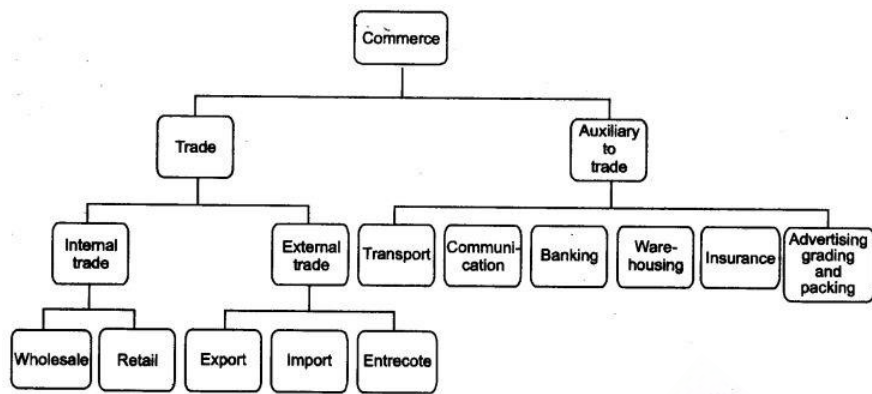 Commerce
Trade
Auxiliary
to
trade
Internal
trade
External
trade
Transport
Communi-
cation
Banking
Ware-
housing
Insurance
Advertising
grading
and
packing
Wholesale
Retail
Export
Import
Entrecote